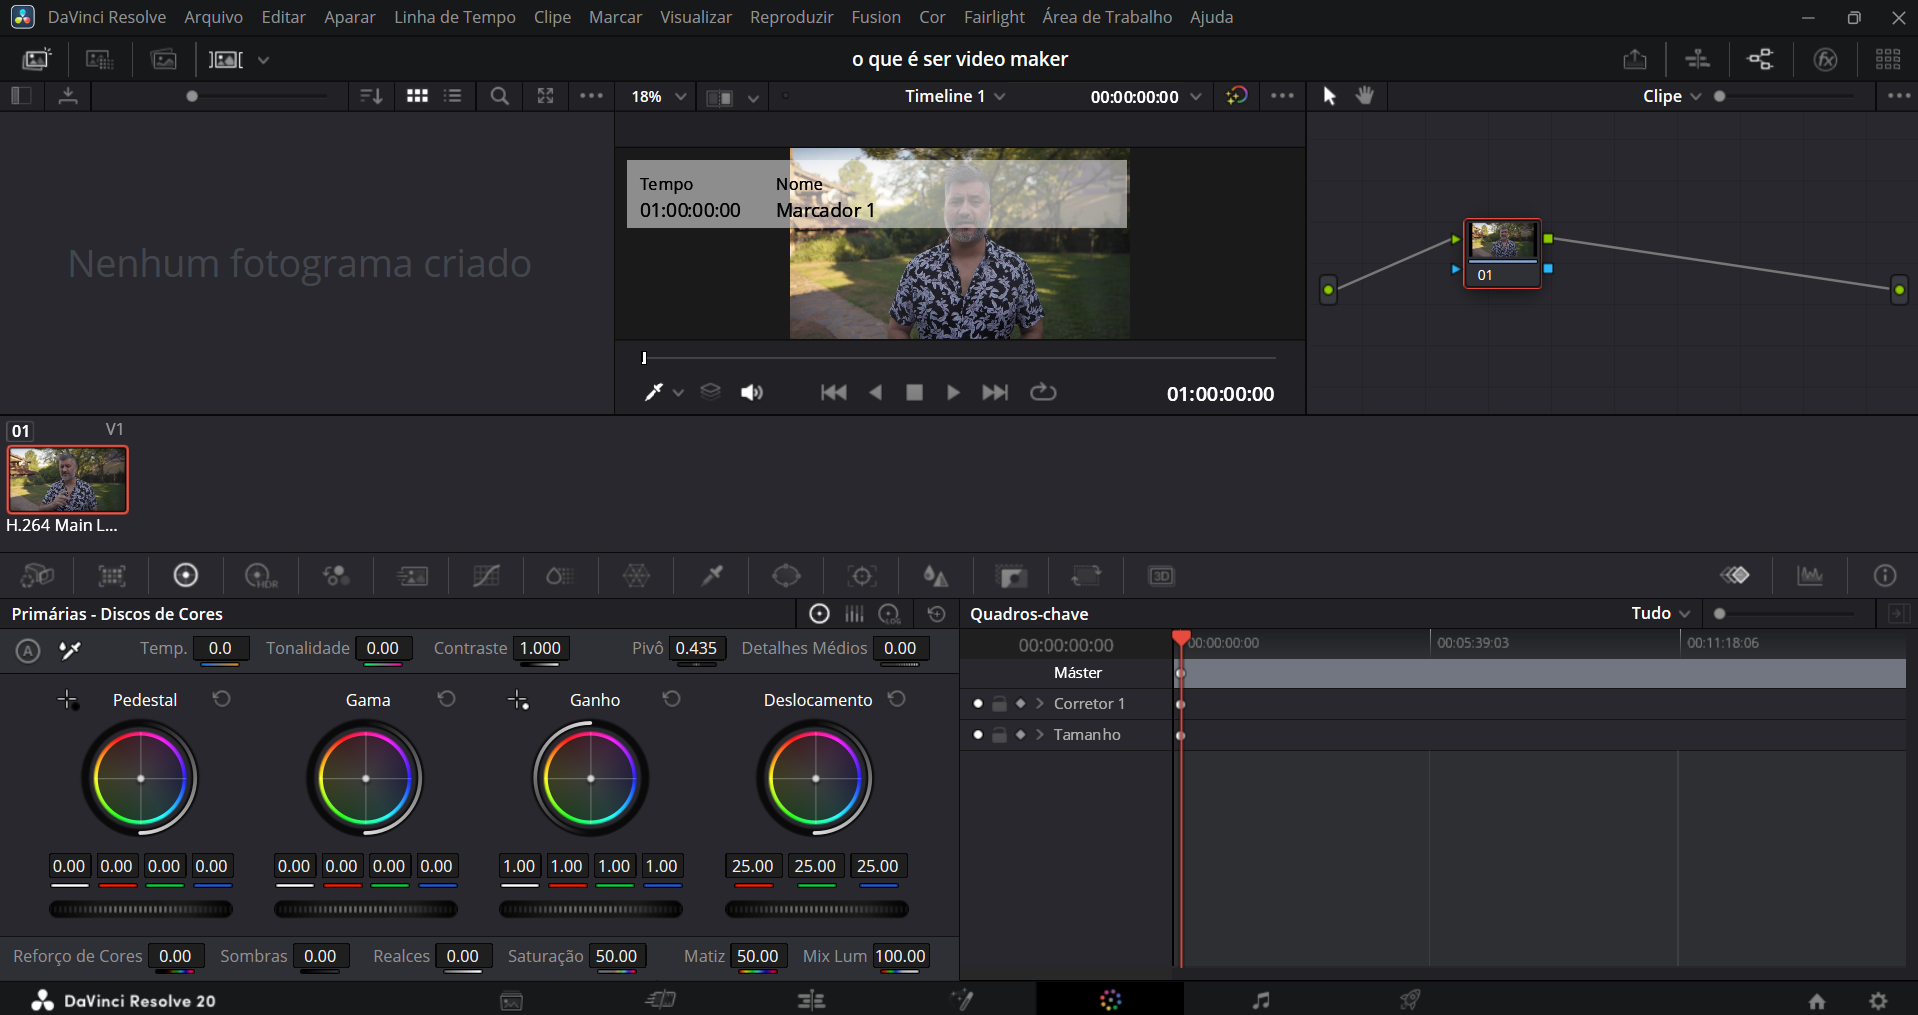 DaVinci Resolve Arquivo Editar Aparar Linha de Tempo Clipe Marcar Visualizar Reproduzir Fusion Cor Fairlight Área de Trabalho Ajuda
o que é ser video maker
18% Timeline 1 00:00:00:00 Clipe
Nenhum fotograma criado
Tempo Nome
01:00:00:00 Marcador 1
01
01:00:00:00
01 V1
H.264 Main L...
HDR
3D
Primárias - Discos de Cores
LOG
Quadros-chave Tudo
A Temp. 0.0 Tonalidade 0.00 Contraste 1.000 Pivô 0.435 Detalhes Médios 0.00
00:00:00:00 00:00:00:00 00:05:39:03 00:11:18:06
Máster
Corretor 1
Tamanho
Pedestal Gama Ganho Deslocamento
0.00 0.00 0.00 0.00 0.00 0.00 0.00 0.00 1.00 1.00 1.00 1.00 25.00 25.00 25.00
Reforço de Cores 0.00 Sombras 0.00 Realces 0.00 Saturação 50.00 Matiz 50.00 Mix Lum 100.00
DaVinci Resolve 20